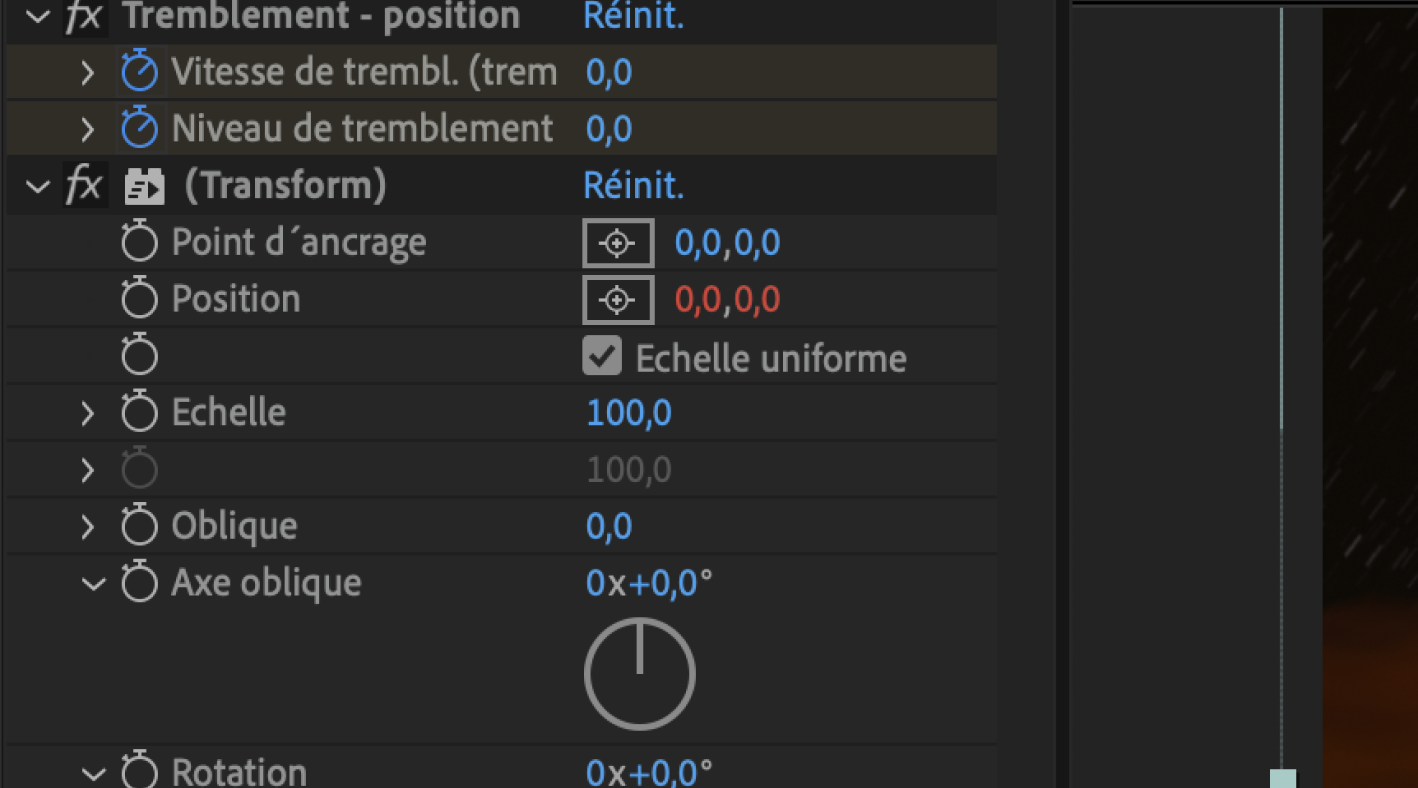 fx Tremblement - position Réinit.
Vitesse de trembl. (trem 0,0
Niveau de tremblement 0,0
fx (Transform) Réinit.
Point d´ancrage 0,0,0,0
Position 0,0,0,0
Echelle uniforme
Echelle 100,0
100,0
Oblique 0,0
Axe oblique 0x+0,0°
Rotation 0x+0,0°